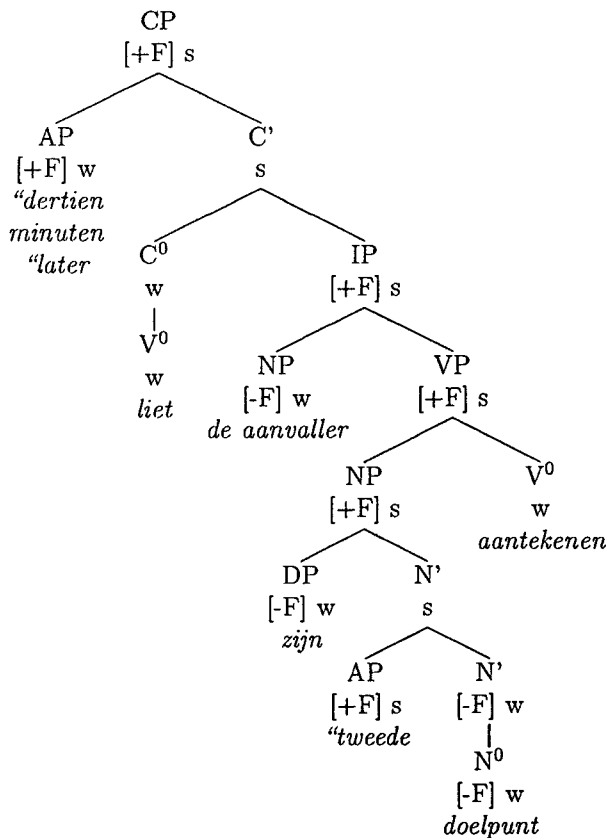 CP
[+F] s
AP C'
[+F] w s
“dertien
minuten
“later C⁰ IP
w [+F] s
V⁰ NP VP
w [-F] w [+F] s
liet de aanvaller
NP V⁰
[+F] s w
aantekenen
DP N'
[-F] w s
zijn
AP N'
[+F] s [-F] w
“tweede
N⁰
[-F] w
doelpunt